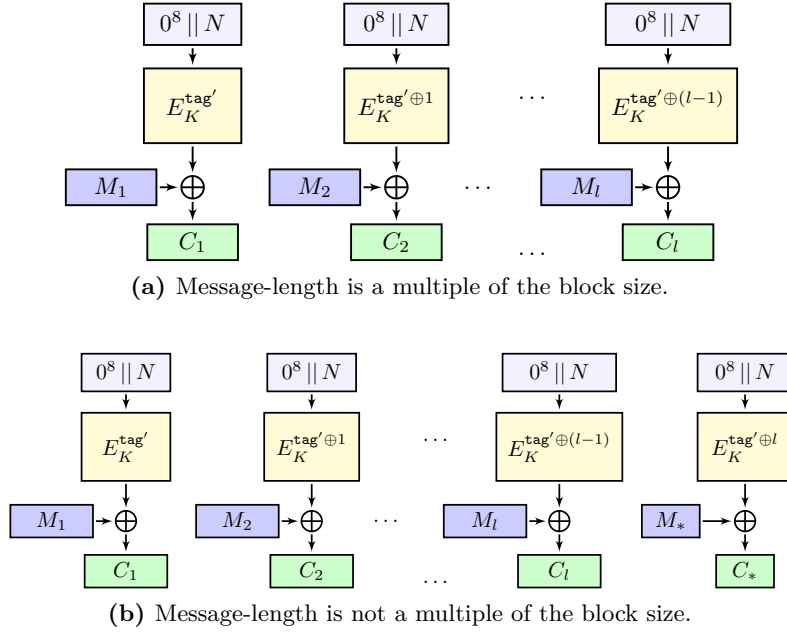 0^8 || N 0^8 || N 0^8 || N
E_K^{tag'} E_K^{tag'⊕1} ... E_K^{tag'⊕(l−1)}
M_1 ⊕ M_2 ⊕ ... M_l ⊕
C_1 C_2 ... C_l
(a) Message-length is a multiple of the block size.
0^8 || N 0^8 || N 0^8 || N 0^8 || N
E_K^{tag'} E_K^{tag'⊕1} ... E_K^{tag'⊕(l−1)} E_K^{tag'⊕l}
M_1 ⊕ M_2 ⊕ ... M_l ⊕ M_* ⊕
C_1 C_2 ... C_l C_*
(b) Message-length is not a multiple of the block size.